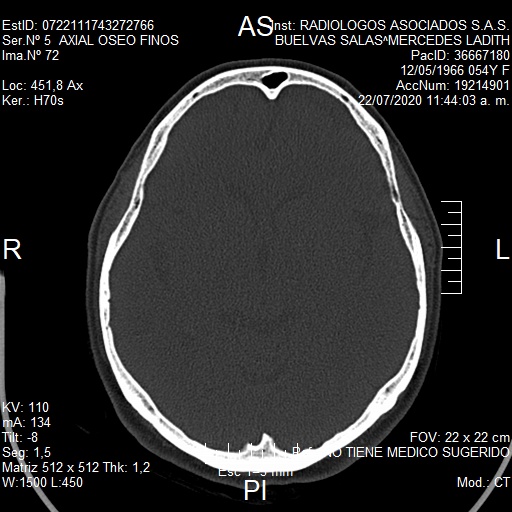 EstID: 0722111743272766
Ser.Nº 5 AXIAL OSEO FINOS
Ima.Nº 72
Loc: 451,8 Ax
Ker.: H70s
AS
Inst: RADIOLOGOS ASOCIADOS S.A.S.
BUELVAS SALAS^MERCEDES LADITH
PacID: 36667180
12/05/1966 054Y F
AccNum: 19214901
22/07/2020 11:44:03 a. m.
R
L
KV: 110
mA: 134
Tilt: -8
Seg: 1,5
Matriz 512 x 512 Thk: 1,2
W:1500 L:450
PI
FOV: 22 x 22 cm
NO TIENE MEDICO SUGERIDO
Mod.: CT